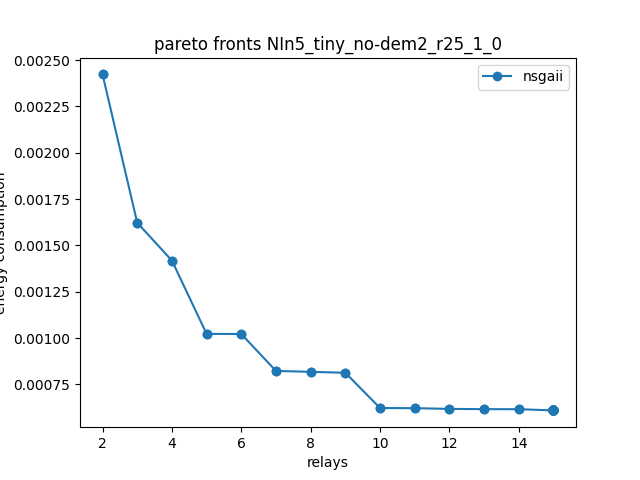 pareto fronts NIn5_tiny_no-dem2_r25_1_0
nsgaii
0.00250
0.00225
0.00200
0.00175
0.00150
0.00125
0.00100
0.00075
energy consumption
2 4 6 8 10 12 14
relays